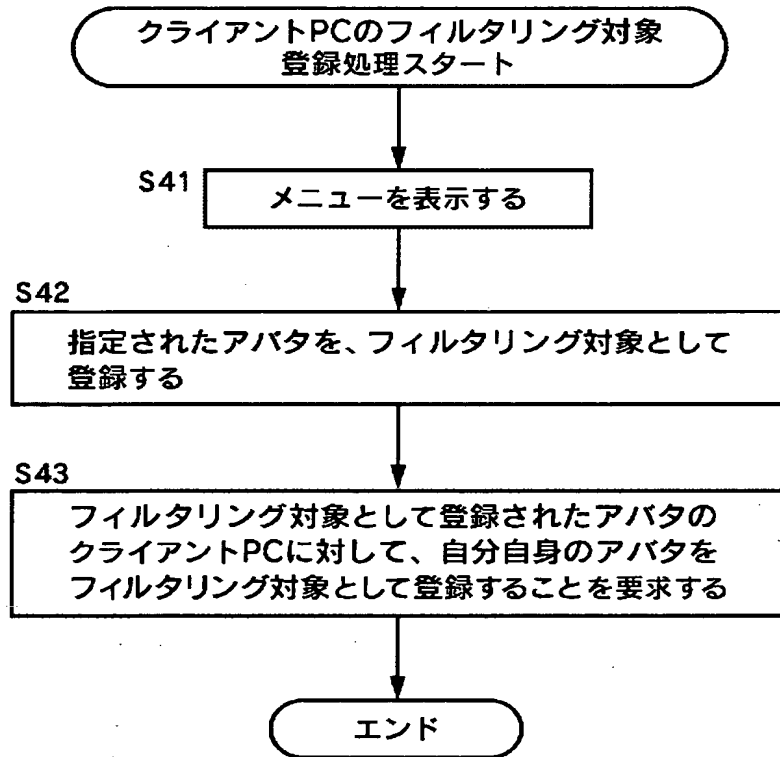 クライアントPCのフィルタリング対象
登録処理スタート
S41
メニューを表示する
S42
指定されたアバタを、フィルタリング対象として
登録する
S43
フィルタリング対象として登録されたアバタの
クライアントPCに対して、自分自身のアバタを
フィルタリング対象として登録することを要求する
エンド